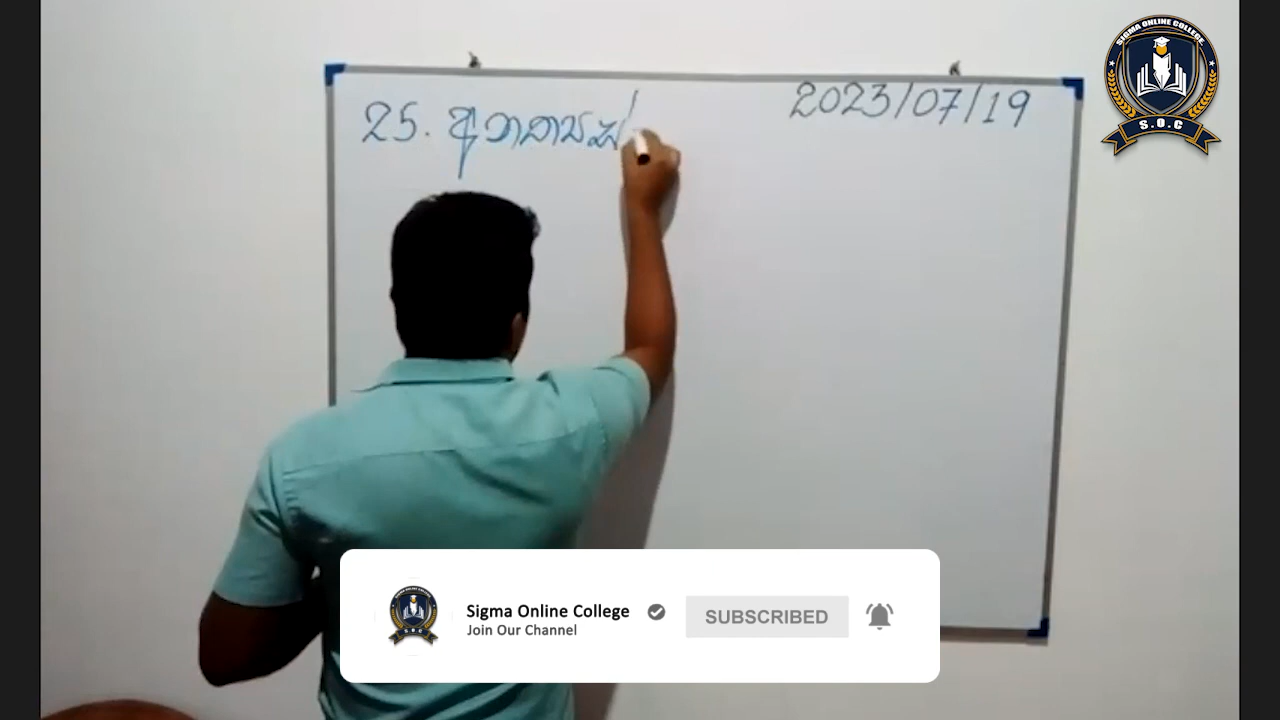 25.
2023/07/19
SIGMA ONLINE COLLEGE
S.O.C
Sigma Online College
Join Our Channel
SUBSCRIBED